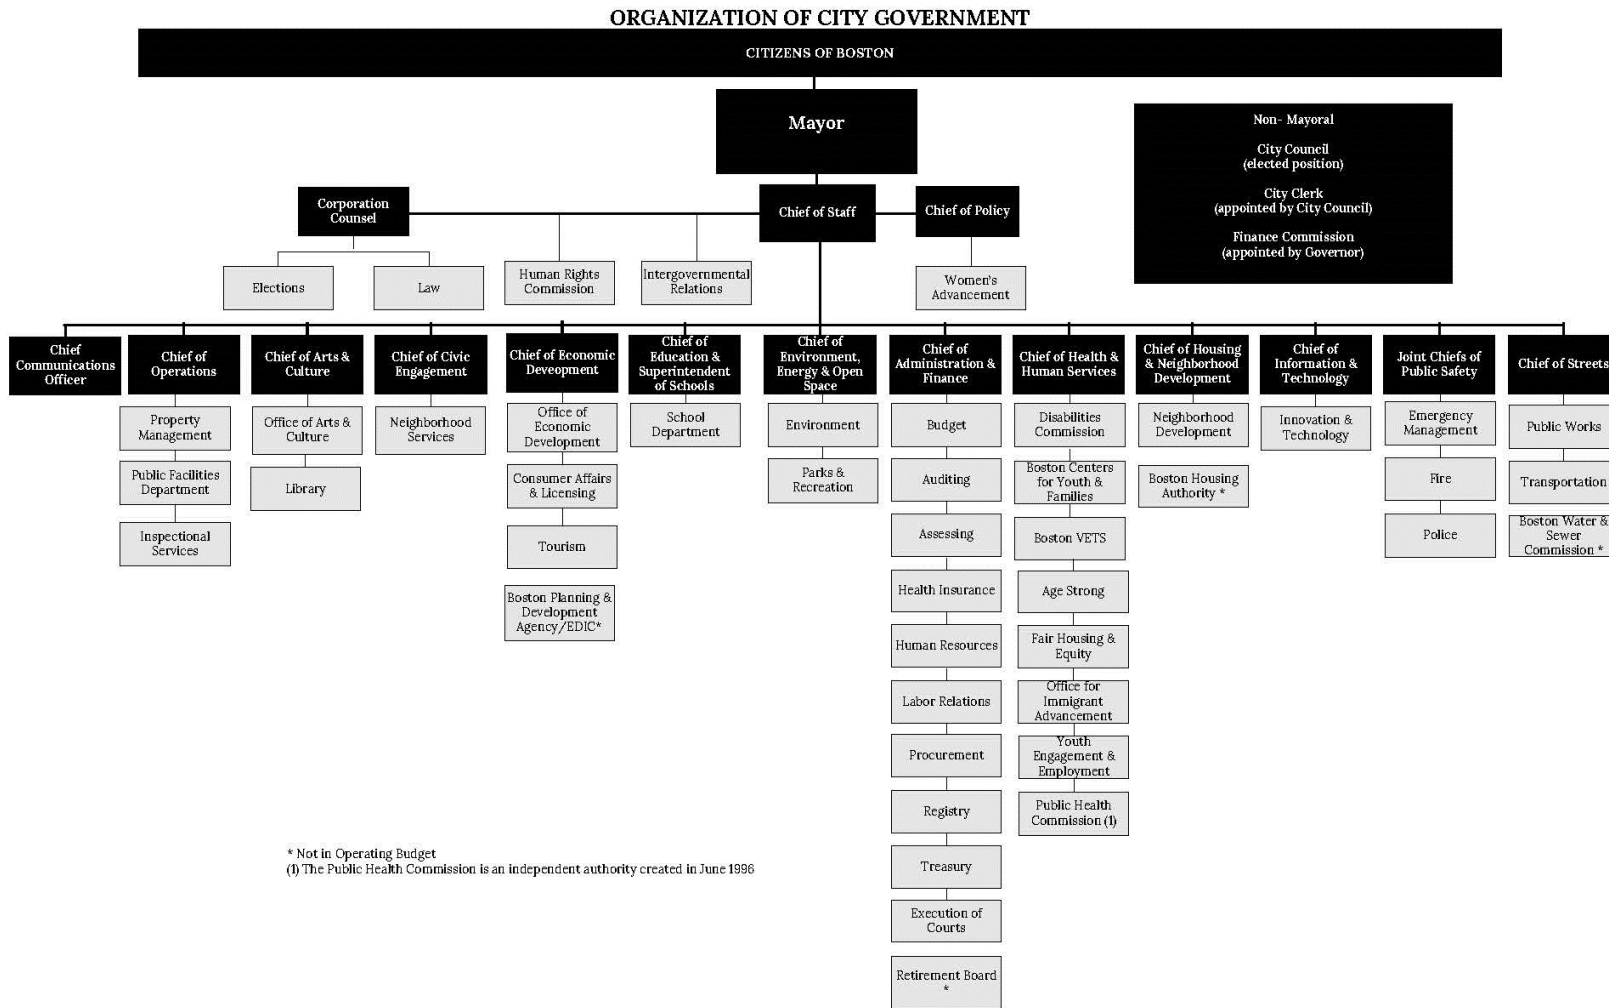 ORGANIZATION OF CITY GOVERNMENT
CITIZENS OF BOSTON
Mayor
Non- Mayoral
City Council
(elected position)
City Clerk
(appointed by City Council)
Finance Commission
(appointed by Governor)
Corporation
Counsel
Chief of Staff
Chief of Policy
Elections
Law
Human Rights
Commission
Intergovernmental
Relations
Women's
Advancement
Chief
Communications
Officer
Chief of
Operations
Property
Management
Public Facilities
Department
Inspectional
Services
Chief of Arts &
Culture
Office of Arts &
Culture
Library
Chief of Civic
Engagement
Neighborhood
Services
Chief of Economic
Deveopment
Office of
Economic
Development
Consumer Affairs
& Licensing
Tourism
Boston Planning &
Development
Agency/EDIC*
Chief of
Education &
Superintendent
of Schools
School
Department
Chief of
Environment,
Energy & Open
Space
Environment
Parks &
Recreation
Chief of
Administration &
Finance
Budget
Auditing
Assessing
Health Insurance
Human Resources
Labor Relations
Procurement
Registry
Treasury
Execution of
Courts
Retirement Board
*
Chief of Health &
Human Services
Disabilities
Commission
Boston Centers
for Youth &
Families
Boston VETS
Age Strong
Fair Housing &
Equity
Office for
Immigrant
Advancement
Youth
Engagement &
Employment
Public Health
Commission (1)
Chief of Housing
& Neighborhood
Development
Neighborhood
Development
Boston Housing
Authority *
Chief of
Information &
Technology
Innovation &
Technology
Joint Chiefs of
Public Safety
Emergency
Management
Fire
Police
Chief of Streets
Public Works
Transportation
Boston Water &
Sewer
Commission *
* Not in Operating Budget
(1) The Public Health Commission is an independent authority created in June 1996